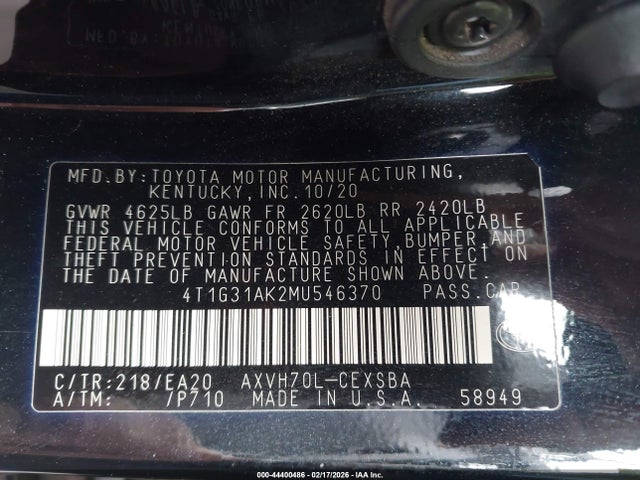 MFD.BY:TOYOTA MOTOR MANUFACTURING,
KENTUCKY,INC.10/20
GVWR 4625LB GAWR FR 2620LB RR 2420LB
THIS VEHICLE CONFORMS TO ALL APPLICABLE
FEDERAL MOTOR VEHICLE SAFETY,BUMPER,AND
THEFT PREVENTION STANDARDS IN EFFECT ON
THE DATE OF MANUFACTURE SHOWN ABOVE.
4T1G31AK2MU546370 PASS.CAR
C/TR:218/EA20 AXVH70L-CEXSBA
A/TM: /P710 MADE IN U.S.A. 58949
000-44400486 - 02/17/2026 - IAA Inc.